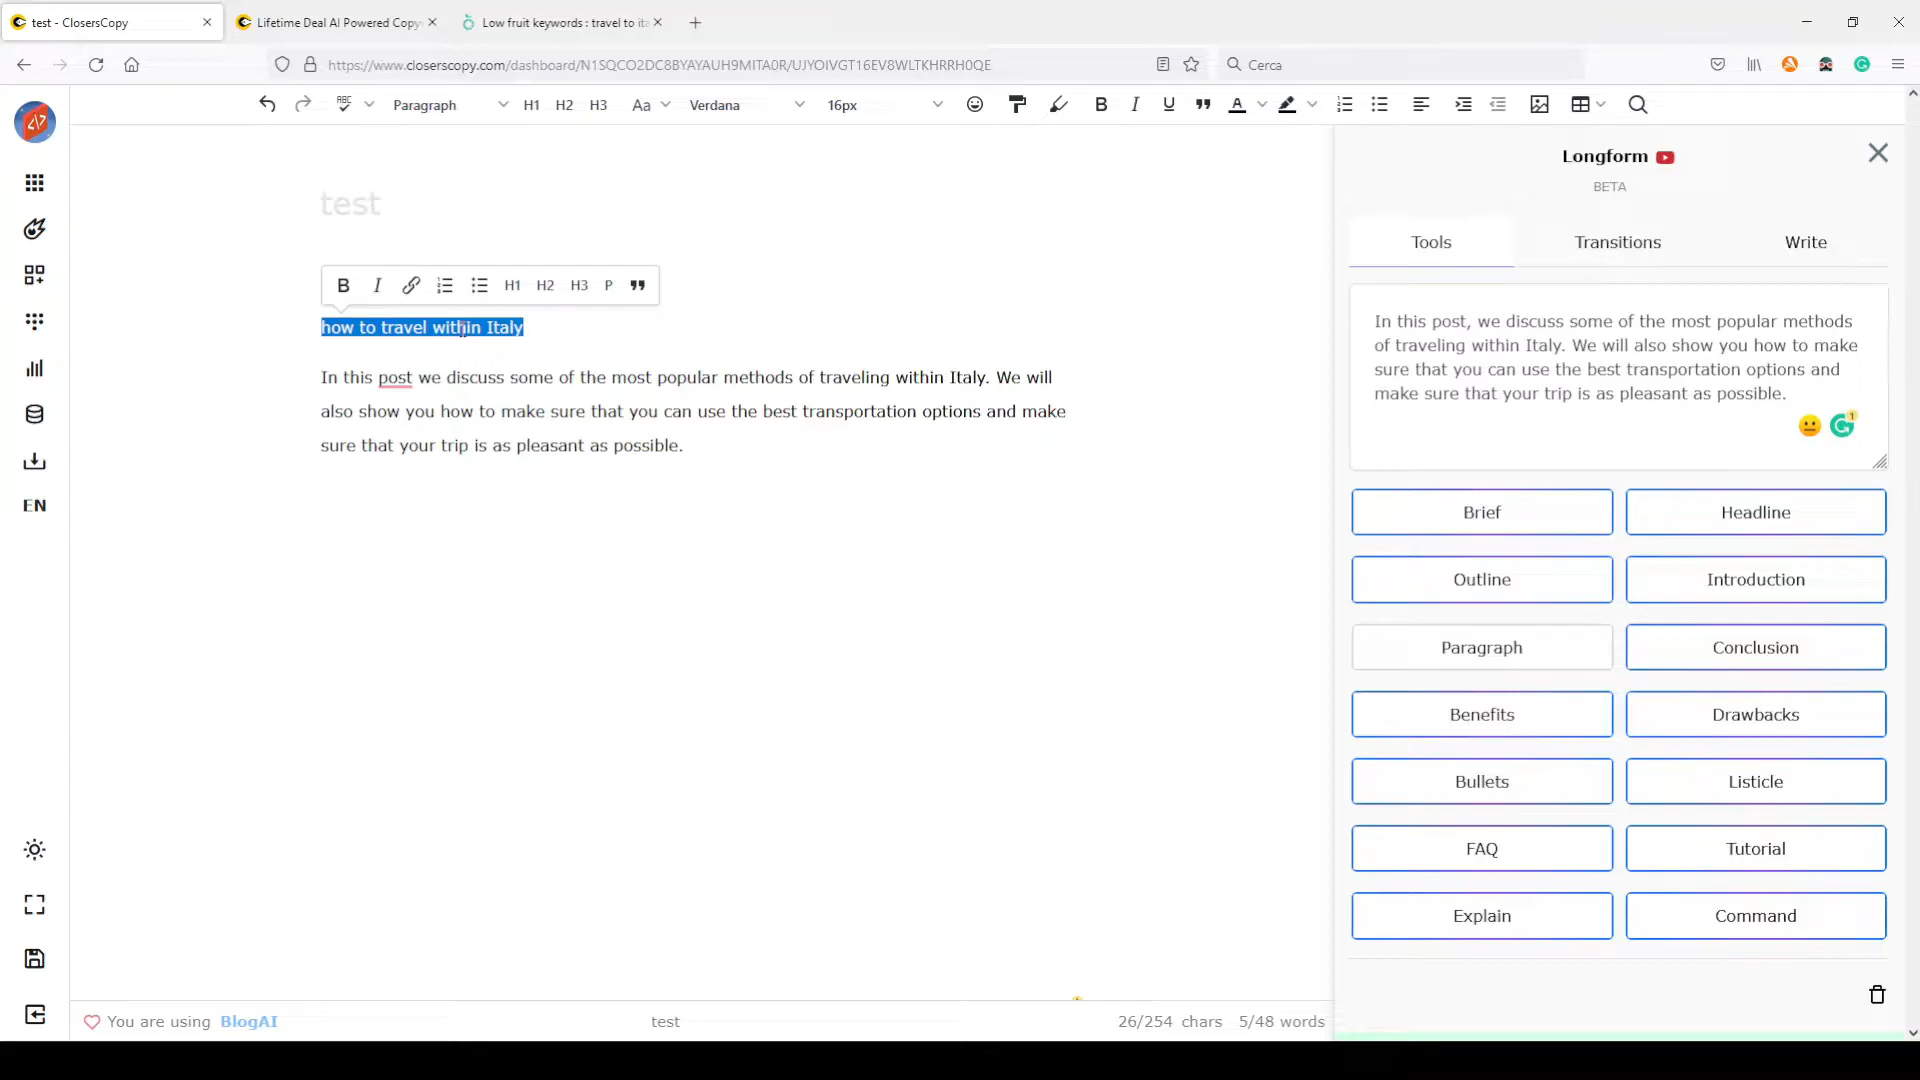 test - ClosersCopy
Lifetime Deal AI Powered Copy
Low fruit keywords : travel to ita
https://www.closerscopy.com/dashboard/N1SQCO2DC8BYAYAUH9MITA0R/UJYOIVGT16EV8WLTKHRRH0QE
Cerca
ABC
Paragraph
H1
H2
H3
Aa
Verdana
16px
B
I
U
A
Longform
BETA
Tools
Transitions
Write
test
B
I
H1
H2
H3
P
how to travel within Italy
In this post we discuss some of the most popular methods of traveling within Italy. We will
also show you how to make sure that you can use the best transportation options and make
sure that your trip is as pleasant as possible.
In this post, we discuss some of the most popular methods
of traveling within Italy. We will also show you how to make
sure that you can use the best transportation options and
make sure that your trip is as pleasant as possible.
1
Brief
Headline
Outline
Introduction
Paragraph
Conclusion
Benefits
Drawbacks
Bullets
Listicle
FAQ
Tutorial
Explain
Command
EN
You are using BlogAI
test
26/254 chars
5/48 words